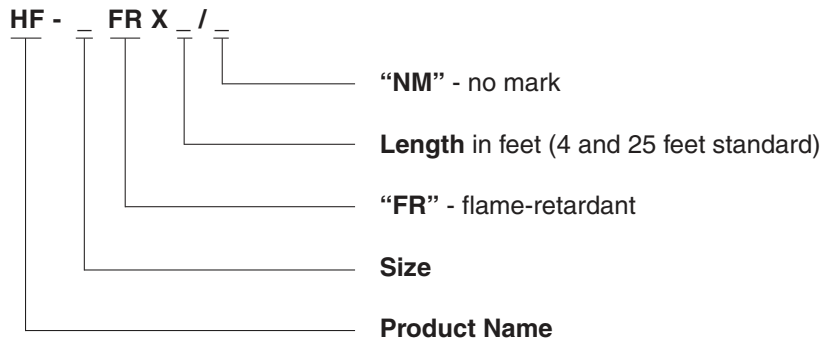 HF - _ FR X _ / _
“NM” - no mark
Length in feet (4 and 25 feet standard)
“FR” - flame-retardant
Size
Product Name